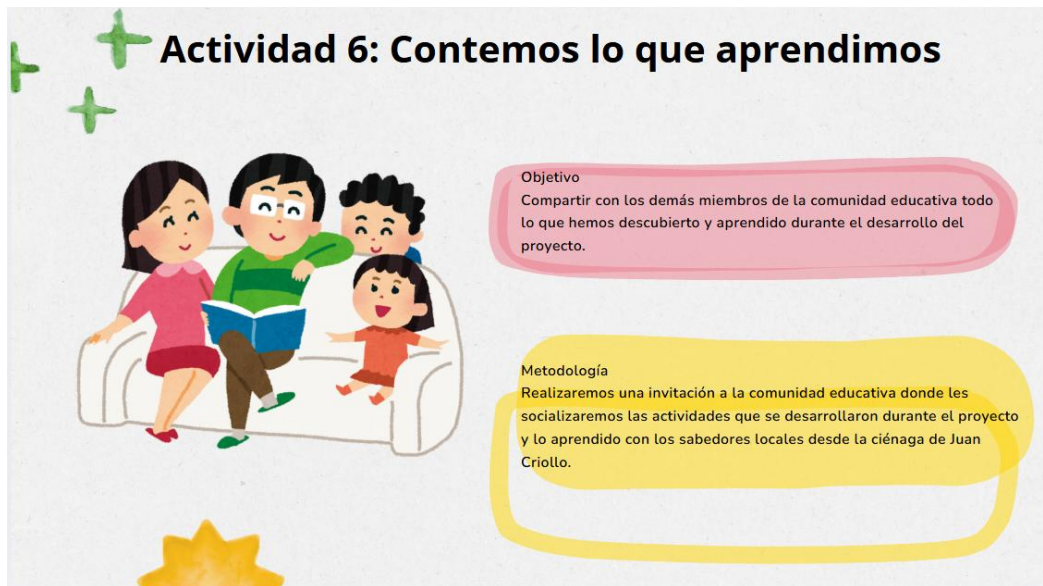 Actividad 6: Contemos lo que aprendimos
Objetivo
Compartir con los demás miembros de la comunidad educativa todo
lo que hemos descubierto y aprendido durante el desarrollo del
proyecto.
Metodología
Realizaremos una invitación a la comunidad educativa donde les
socializaremos las actividades que se desarrollaron durante el proyecto
y lo aprendido con los sabedores locales desde la ciénaga de Juan
Criollo.